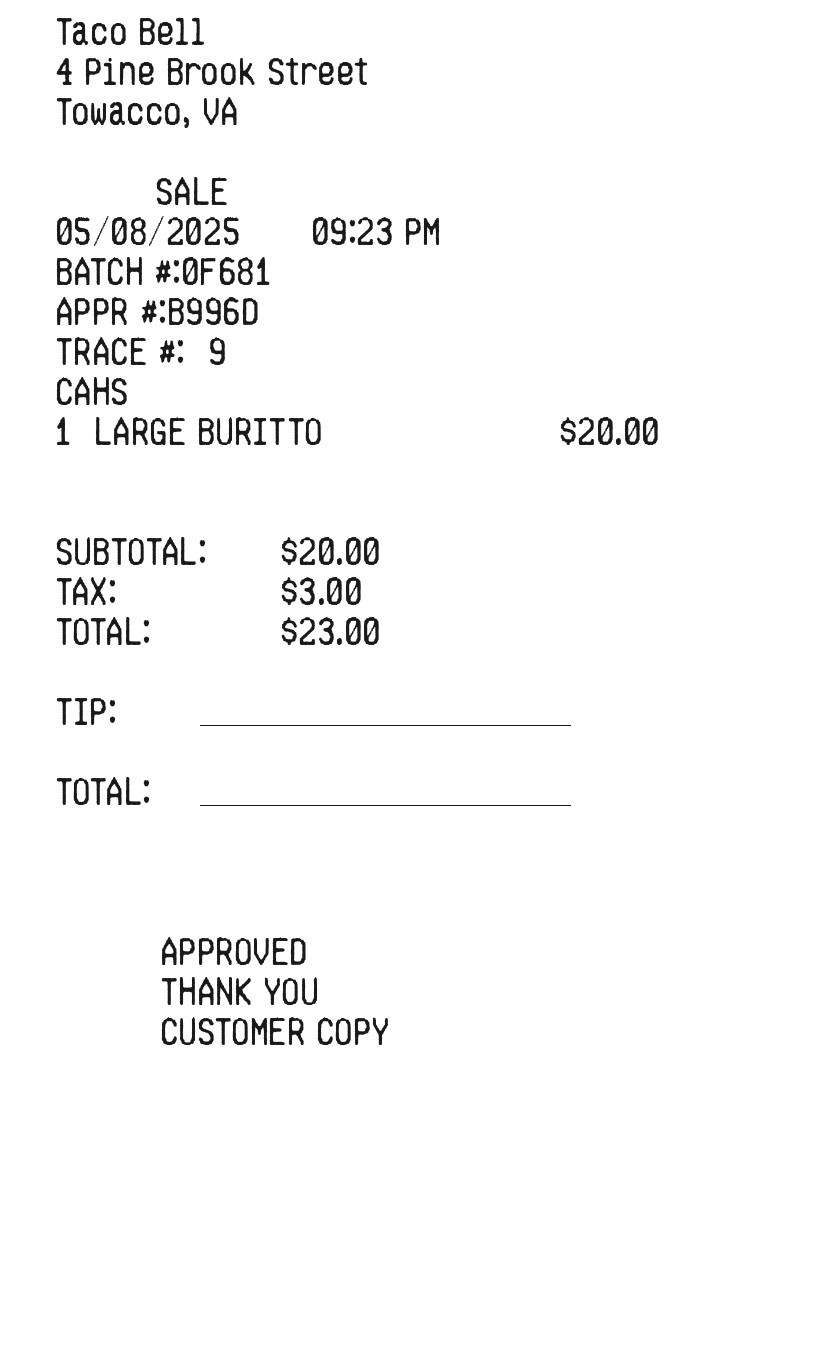 Taco Bell
4 Pine Brook Street
Towacco, VA
SALE
05/08/2025 09:23 PM
BATCH #:0F681
APPR #:B996D
TRACE #: 9
CAHS
1 LARGE BURITTO $20.00
SUBTOTAL: $20.00
TAX: $3.00
TOTAL: $23.00
TIP:
TOTAL:
APPROVED
THANK YOU
CUSTOMER COPY